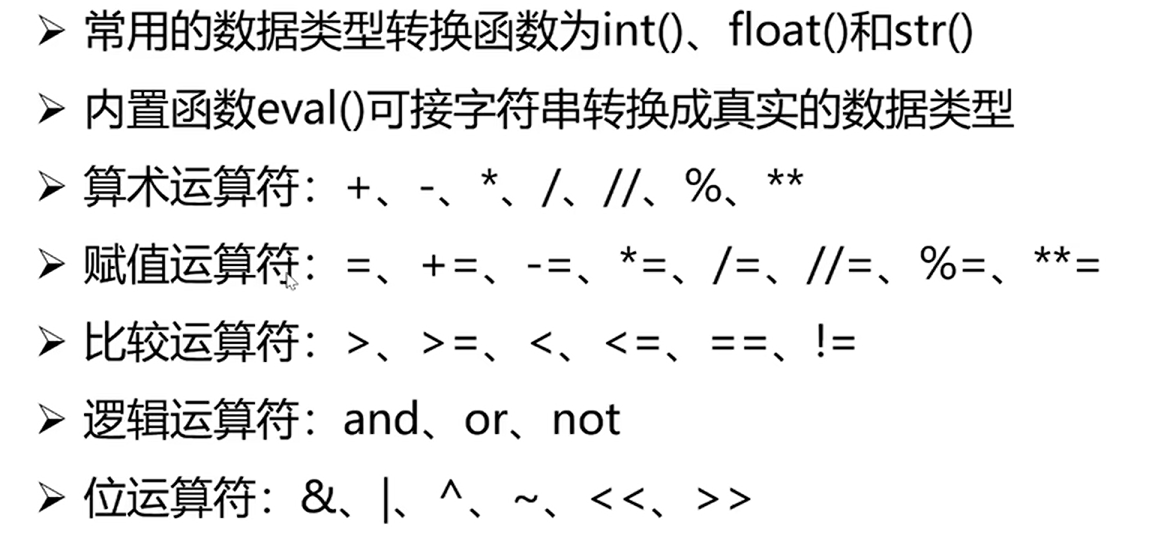 ➢ 常用的数据类型转换函数为int()、float()和str()
➢ 内置函数eval()可接字符串转换成真实的数据类型
➢ 算术运算符：+、-、*、/、//、%、**
➢ 赋值运算符：=、+=、-=、*=、/=、//=、%=、**=
➢ 比较运算符：>、>=、<、<=、==、!=
➢ 逻辑运算符：and、or、not
➢ 位运算符：&、|、^、~、<<、>>